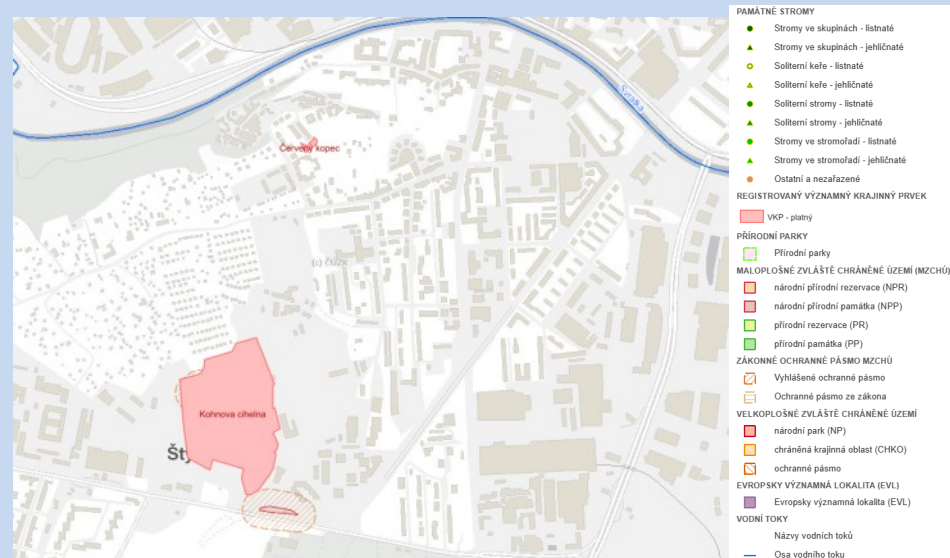 Svratka
Červený kopec
(c) ČÚZK
Kohnova cihelna
Šty
PAMÁTNÉ STROMY
Stromy ve skupinách - listnaté
Stromy ve skupinách - jehličnaté
Soliterní keře - listnaté
Soliterní keře - jehličnaté
Soliterní stromy - listnaté
Soliterní stromy - jehličnaté
Stromy ve stromořadí - listnaté
Stromy ve stromořadí - jehličnaté
Ostatní a nezařazené
REGISTROVANÝ VÝZNAMNÝ KRAJINNÝ PRVEK
VKP - platný
PŘÍRODNÍ PARKY
Přírodní parky
MALOPLOŠNÉ ZVLÁŠTĚ CHRÁNĚNÉ ÚZEMÍ (MZCHÚ)
národní přírodní rezervace (NPR)
národní přírodní památka (NPP)
přírodní rezervace (PR)
přírodní památka (PP)
ZÁKONNÉ OCHRANNÉ PÁSMO MZCHÚ
Vyhlášené ochranné pásmo
Ochranné pásmo ze zákona
VELKOPLOŠNÉ ZVLÁŠTĚ CHRÁNĚNÉ ÚZEMÍ
národní park (NP)
chráněná krajinná oblast (CHKO)
ochranné pásmo
EVROPSKY VÝZNAMNÁ LOKALITA (EVL)
Evropsky významná lokalita (EVL)
VODNÍ TOKY
Názvy vodních toků
Osa vodního toku